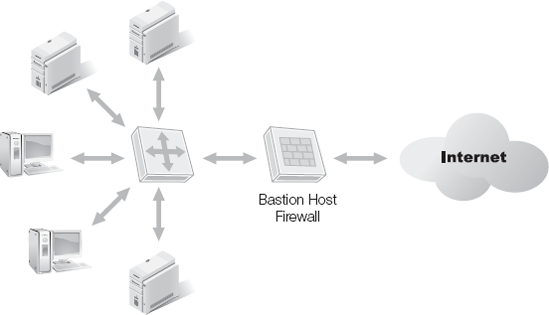 Internet
Bastion Host
Firewall